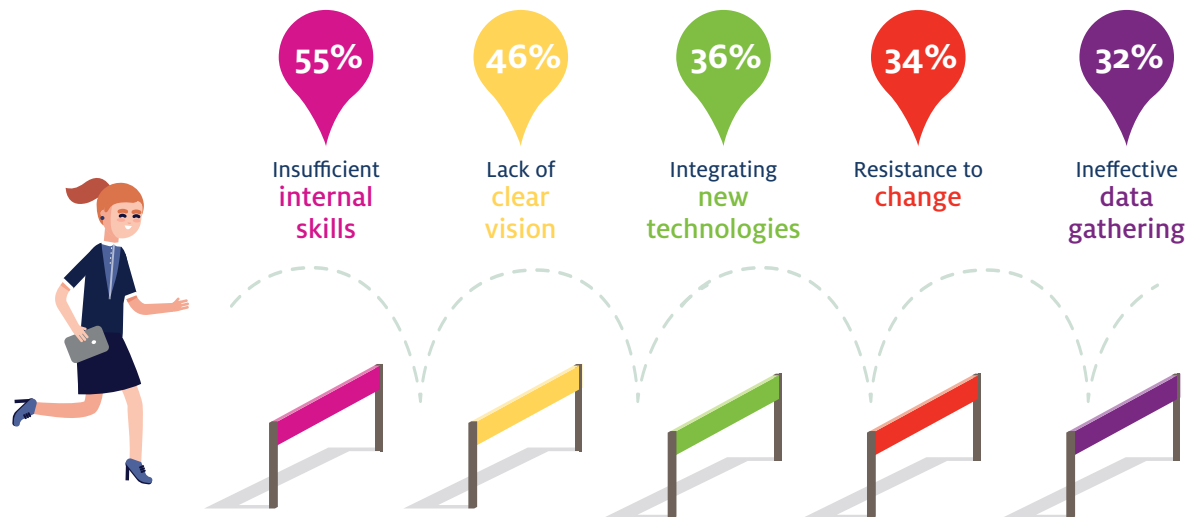 55%
Insufficient
internal
skills
46%
Lack of
clear
vision
36%
Integrating
new
technologies
34%
Resistance to
change
32%
Ineffective
data
gathering